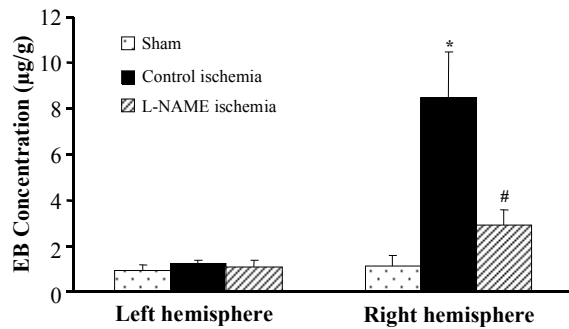 12
10
8
6
4
2
0
EB Concentration (µg/g)
Sham
Control ischemia
L-NAME ischemia
*
#
Left hemisphere
Right hemisphere